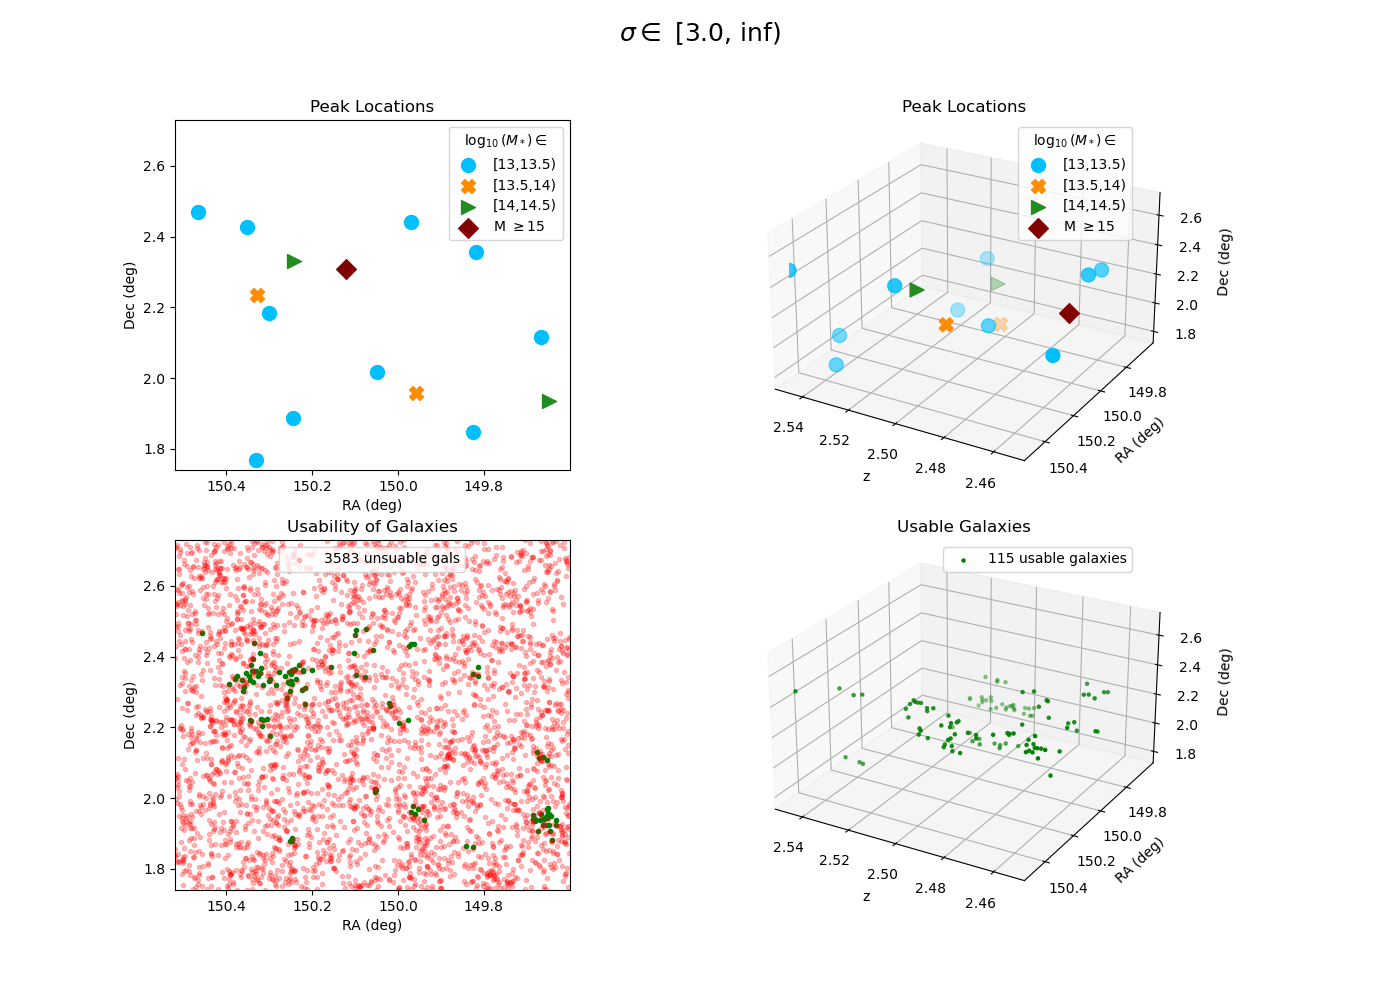 σ ∈ [3.0, inf)
Peak Locations
log₁₀(M*) ∈
[13,13.5)
[13.5,14)
[14,14.5)
M ≥15
2.6
2.4
2.2
2.0
1.8
Dec (deg)
150.4 150.2 150.0 149.8
RA (deg)
Peak Locations
log₁₀(M*) ∈
[13,13.5)
[13.5,14)
[14,14.5)
M ≥15
2.6
2.4
2.2
2.0
1.8
Dec (deg)
149.8
150.0
150.2
150.4
RA (deg)
2.54
2.52
2.50
2.48
2.46
z
Usability of Galaxies
3583 unsuable gals
2.6
2.4
2.2
2.0
1.8
Dec (deg)
150.4 150.2 150.0 149.8
RA (deg)
Usable Galaxies
115 usable galaxies
2.6
2.4
2.2
2.0
1.8
Dec (deg)
149.8
150.0
150.2
150.4
RA (deg)
2.54
2.52
2.50
2.48
2.46
z